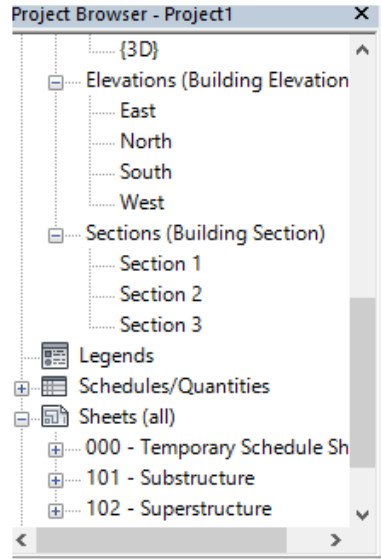 Project Browser - Project1
{3D}
Elevations (Building Elevation
East
North
South
West
Sections (Building Section)
Section 1
Section 2
Section 3
Legends
Schedules/Quantities
Sheets (all)
000 - Temporary Schedule Sh
101 - Substructure
102 - Superstructure